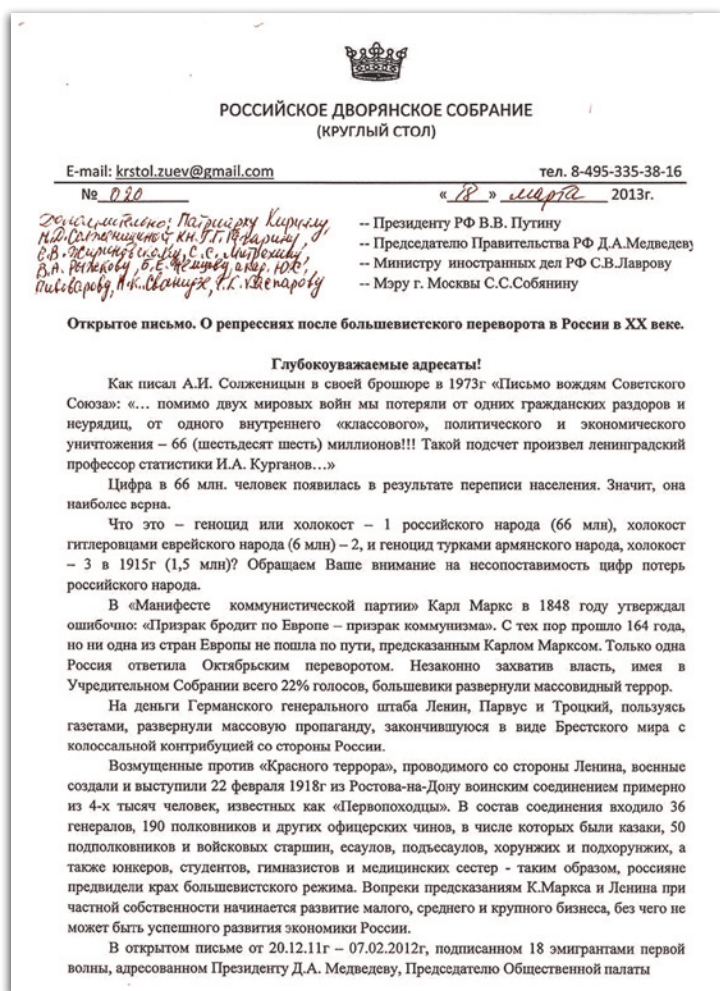 РОССИЙСКОЕ ДВОРЯНСКОЕ СОБРАНИЕ
(КРУГЛЫЙ СТОЛ)
E-mail: krstol.zuev@gmail.com тел. 8-495-335-38-16
№ 020 « 18 » марта 2013г.
Дополнительно: Патриарху Кириллу,
Н.Д. Солженицыной, кн. Г.Г. Гагарину,
С.В. Жириновскому, С.С. Митрохину,
В.А. Рыжкову, Б.Е. Немцову, акад. Ю.С.
Пивоварову, Н.К. Сванидзе, Г.К. Каспарову
-- Президенту РФ В.В. Путину
-- Председателю Правительства РФ Д.А.Медведеву
-- Министру иностранных дел РФ С.В.Лаврову
-- Мэру г. Москвы С.С.Собянину
Открытое письмо. О репрессиях после большевистского переворота в России в XX веке.
Глубокоуважаемые адресаты!
Как писал А.И. Солженицын в своей брошюре в 1973г «Письмо вождям Советского
Союза»: «… помимо двух мировых войн мы потеряли от одних гражданских раздоров и
неурядиц, от одного внутреннего «классового», политического и экономического
уничтожения – 66 (шестьдесят шесть) миллионов!!! Такой подсчет произвел ленинградский
профессор статистики И.А. Курганов…»
Цифра в 66 млн. человек появилась в результате переписи населения. Значит, она
наиболее верна.
Что это – геноцид или холокост – 1 российского народа (66 млн), холокост
гитлеровцами еврейского народа (6 млн) – 2, и геноцид турками армянского народа, холокост
– 3 в 1915г (1,5 млн)? Обращаем Ваше внимание на несопоставимость цифр потерь
российского народа.
В «Манифесте коммунистической партии» Карл Маркс в 1848 году утверждал
ошибочно: «Призрак бродит по Европе – призрак коммунизма». С тех пор прошло 164 года,
но ни одна из стран Европы не пошла по пути, предсказанным Карлом Марксом. Только одна
Россия ответила Октябрьским переворотом. Незаконно захватив власть, имея в
Учредительном Собрании всего 22% голосов, большевики развернули массовидный террор.
На деньги Германского генерального штаба Ленин, Парвус и Троцкий, пользуясь
газетами, развернули массовую пропаганду, закончившуюся в виде Брестского мира с
колоссальной контрибуцией со стороны России.
Возмущенные против «Красного террора», проводимого со стороны Ленина, военные
создали и выступили 22 февраля 1918г из Ростова-на-Дону воинским соединением примерно
из 4-х тысяч человек, известных как «Первопоходцы». В состав соединения входило 36
генералов, 190 полковников и других офицерских чинов, в числе которых были казаки, 50
подполковников и войсковых старшин, есаулов, подъесаулов, хорунжих и подхорунжих, а
также юнкеров, студентов, гимназистов и медицинских сестер - таким образом, россияне
предвидели крах большевистского режима. Вопреки предсказаниям К.Маркса и Ленина при
частной собственности начинается развитие малого, среднего и крупного бизнеса, без чего не
может быть успешного развития экономики России.
В открытом письме от 20.12.11г – 07.02.2012г, подписанном 18 эмигрантами первой
волны, адресованном Президенту Д.А. Медведеву, Председателю Общественной палаты